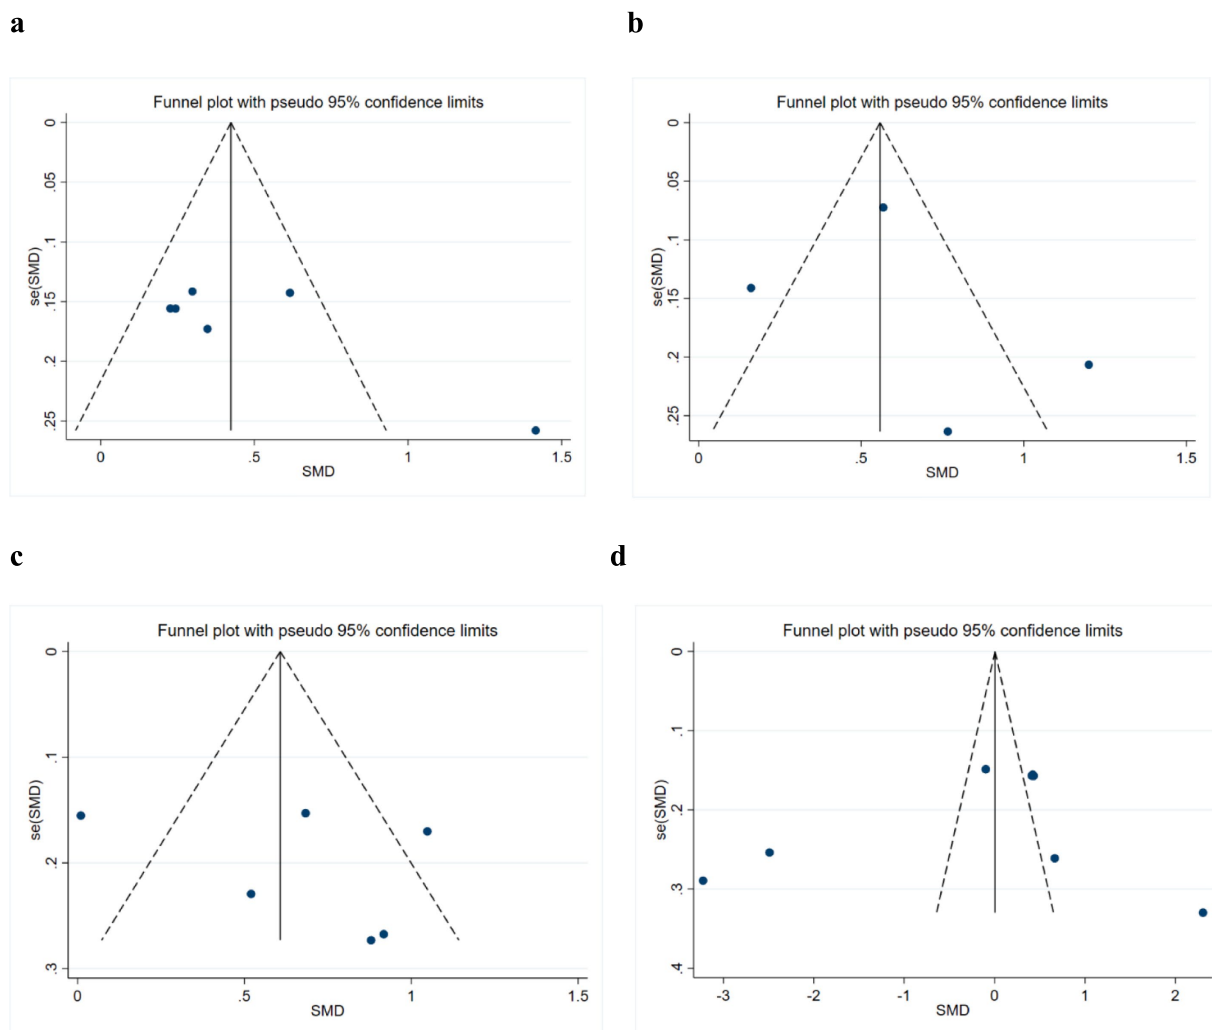 a
Funnel plot with pseudo 95% confidence limits
se(SMD)
0
.05
.1
.15
.2
.25
0
.5
1
1.5
SMD
b
Funnel plot with pseudo 95% confidence limits
se(SMD)
0
.05
.1
.15
.2
.25
0
.5
1
1.5
SMD
c
Funnel plot with pseudo 95% confidence limits
se(SMD)
0
.1
.2
.3
0
.5
1
1.5
SMD
d
Funnel plot with pseudo 95% confidence limits
se(SMD)
0
.1
.2
.3
.4
-3
-2
-1
0
1
2
SMD